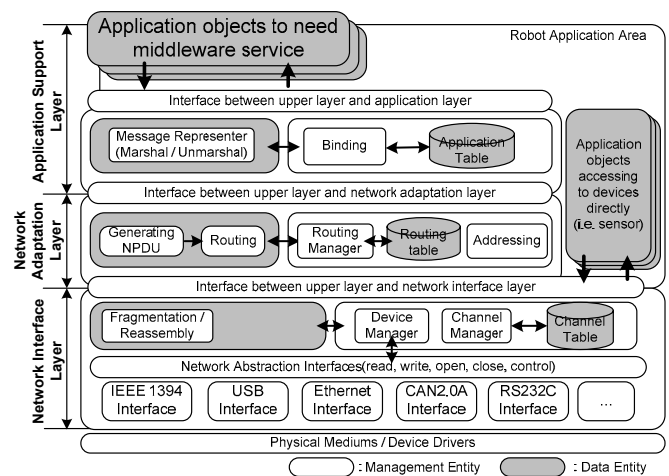 Application objects to need
middleware service
Robot Application Area
Application Support
Layer
Interface between upper layer and application layer
Message Representer
(Marshal / Unmarshal)
Binding
Application
Table
Application
objects
accessing
to devices
directly
(i.e. sensor)
Interface between upper layer and network adaptation layer
Network
Adaptation
Layer
Generating
NPDU
Routing
Routing
Manager
Routing
table
Addressing
Interface between upper layer and network interface layer
Network Interface
Layer
Fragmentation /
Reassembly
Device
Manager
Channel
Manager
Channel
Table
Network Abstraction Interfaces(read, write, open, close, control)
IEEE 1394
Interface
USB
Interface
Ethernet
Interface
CAN2.0A
Interface
RS232C
Interface
...
Physical Mediums / Device Drivers
: Management Entity
: Data Entity